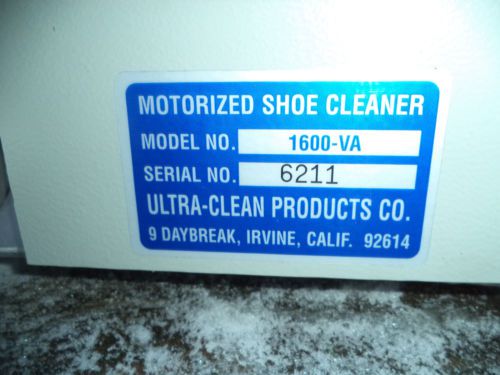 MOTORIZED SHOE CLEANER
MODEL NO. 1600-VA
SERIAL NO. 6211
ULTRA-CLEAN PRODUCTS CO.
9 DAYBREAK, IRVINE, CALIF. 92614